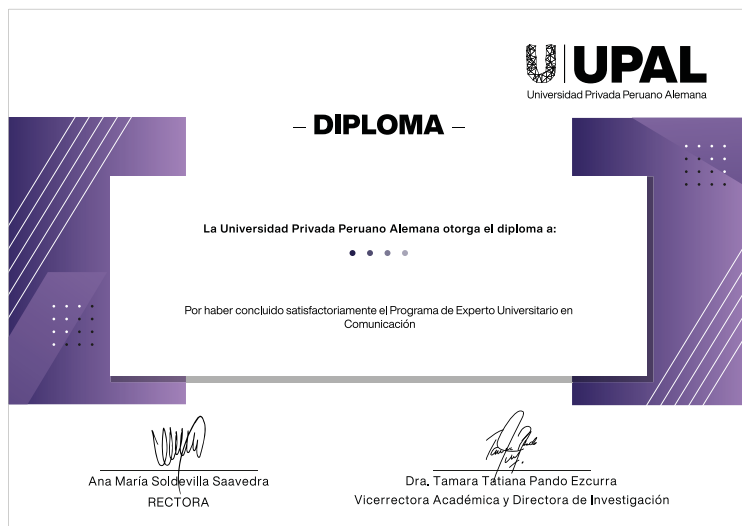 UPAL
Universidad Privada Peruano Alemana
– DIPLOMA –
La Universidad Privada Peruano Alemana otorga el diploma a:
Por haber concluido satisfactoriamente el Programa de Experto Universitario en
Comunicación
Ana María Soldevilla Saavedra
RECTORA
Dra. Tamara Tatiana Pando Ezcurra
Vicerrectora Académica y Directora de Investigación